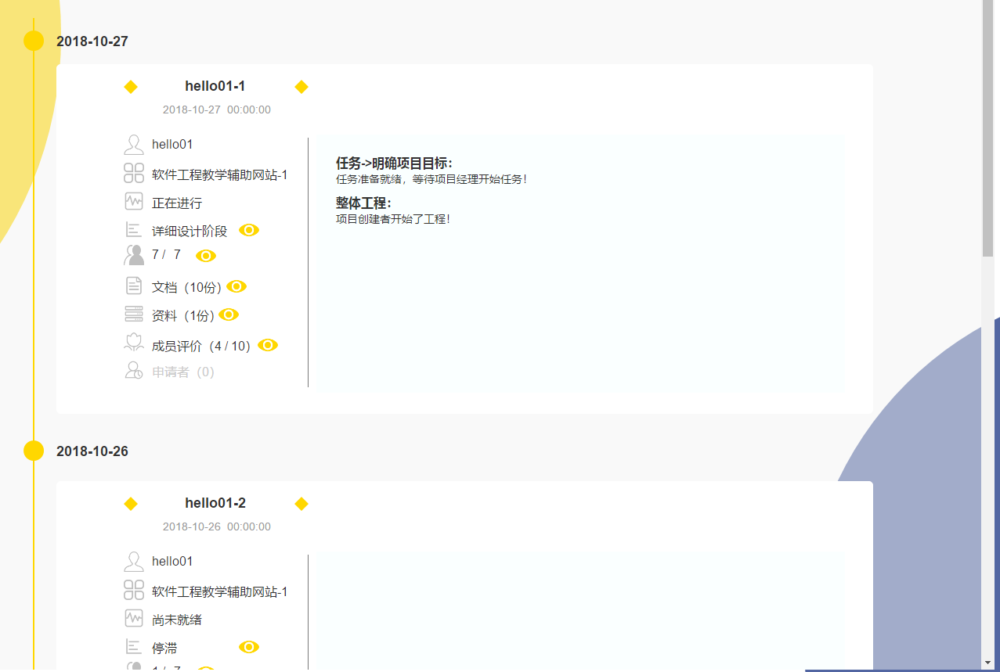 2018-10-27
hello01-1
2018-10-27 00:00:00
hello01
软件工程教学辅助网站-1
正在进行
详细设计阶段
7 / 7
文档（10份）
资料（1份）
成员评价（4 / 10）
申请者（0）
任务->明确项目目标：
任务准备就绪，等待项目经理开始任务！
整体工程：
项目创建者开始了工程！
2018-10-26
hello01-2
2018-10-26 00:00:00
hello01
软件工程教学辅助网站-1
尚未就绪
停滞
1 / 7